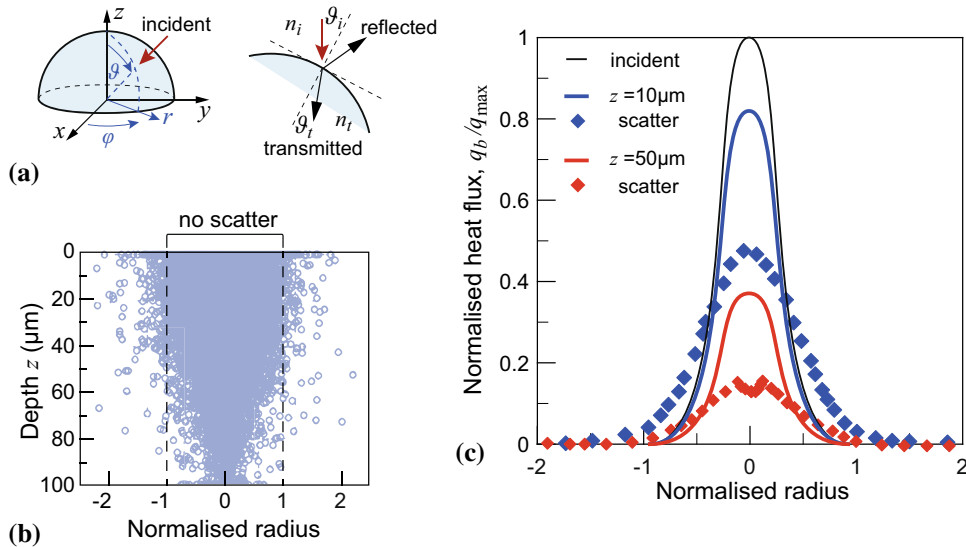 z
incident
ϑ
y
x
r
φ
n_i
ϑ_i
reflected
ϑ_t
n_t
transmitted
(a)
no scatter
0
20
40
60
80
100
Depth z (μm)
-2
-1
0
1
2
Normalised radius
(b)
1
0.8
0.6
0.4
0.2
0
Normalised heat flux, q_b/q_max
incident
z =10μm
scatter
z =50μm
scatter
-2
-1
0
1
2
Normalised radius
(c)